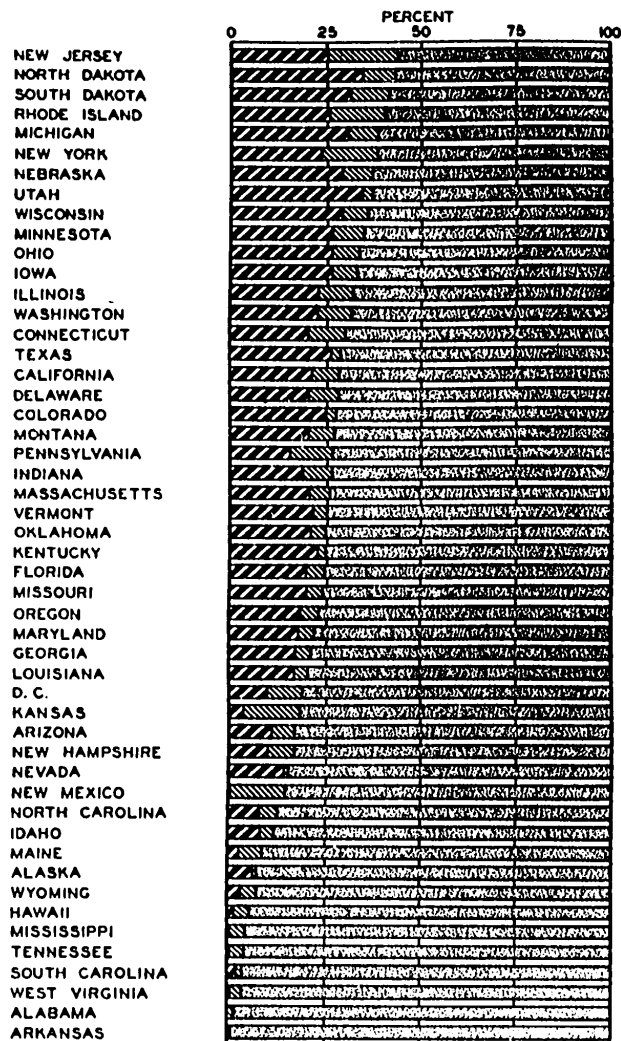 PERCENT
0 25 50 75 100
NEW JERSEY
NORTH DAKOTA
SOUTH DAKOTA
RHODE ISLAND
MICHIGAN
NEW YORK
NEBRASKA
UTAH
WISCONSIN
MINNESOTA
OHIO
IOWA
ILLINOIS
WASHINGTON
CONNECTICUT
TEXAS
CALIFORNIA
DELAWARE
COLORADO
MONTANA
PENNSYLVANIA
INDIANA
MASSACHUSETTS
VERMONT
OKLAHOMA
KENTUCKY
FLORIDA
MISSOURI
OREGON
MARYLAND
GEORGIA
LOUISIANA
D. C.
KANSAS
ARIZONA
NEW HAMPSHIRE
NEVADA
NEW MEXICO
NORTH CAROLINA
IDAHO
MAINE
ALASKA
WYOMING
HAWAII
MISSISSIPPI
TENNESSEE
SOUTH CAROLINA
WEST VIRGINIA
ALABAMA
ARKANSAS